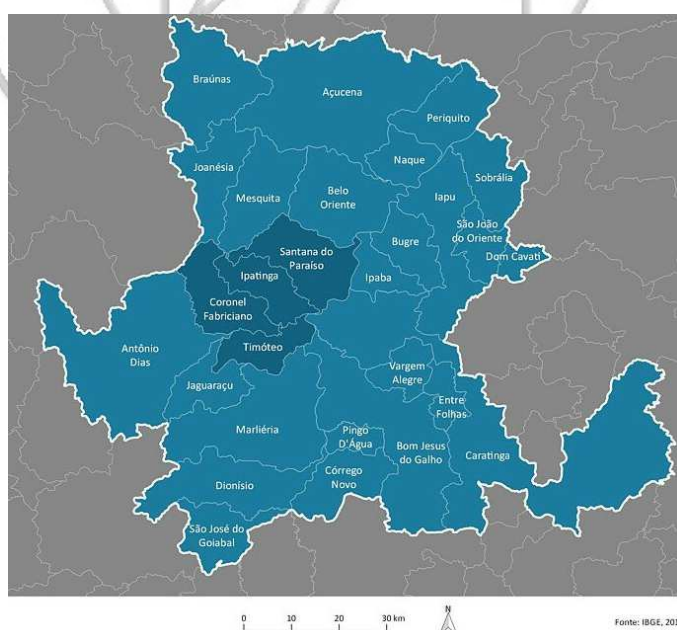 Braúnas
Açucena
Periquito
Naque
Joanésia
Sobrália
Mesquita
Belo
Oriente
Iapu
São João
do Oriente
Bugre
Santana do
Paraíso
Dom Cavati
Ipatinga
Ipaba
Coronel
Fabriciano
Timóteo
Antônio
Dias
Vargem
Alegre
Jaguaraçu
Entre
Folhas
Marliéria
Pingo
D'Água
Bom Jesus
do Galho
Caratinga
Córrego
Novo
Dionísio
São José do
Goiabal
0 10 20 30 km
N
Fonte: IBGE, 201